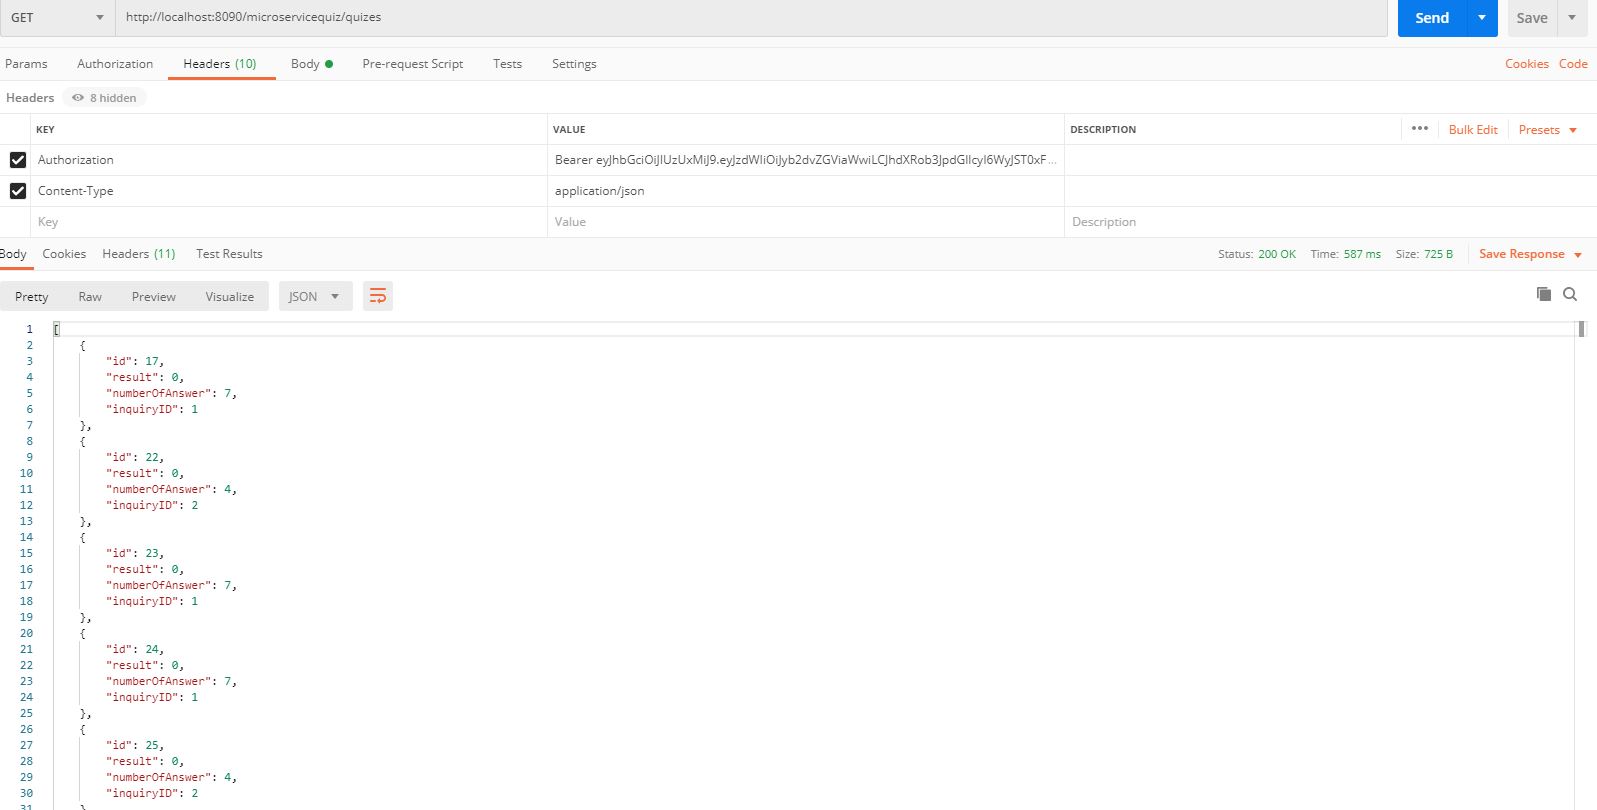 GET http://localhost:8090/microservicequiz/quizes Send Save
Params Authorization Headers (10) Body Pre-request Script Tests Settings Cookies Code
Headers 8 hidden
KEY VALUE DESCRIPTION ••• Bulk Edit Presets
Authorization Bearer eyJhbGciOiJIUzUxMiJ9.eyJzdWIiOiJyb2dvZGViaWwiLCJhdXRob3JpdGllcyI6WyJST0xF...
Content-Type application/json
Key Value Description
Body Cookies Headers (11) Test Results Status: 200 OK Time: 587 ms Size: 725 B Save Response
Pretty Raw Preview Visualize JSON
1 [
2 {
3 "id": 17,
4 "result": 0,
5 "numberOfAnswer": 7,
6 "inquiryID": 1
7 },
8 {
9 "id": 22,
10 "result": 0,
11 "numberOfAnswer": 4,
12 "inquiryID": 2
13 },
14 {
15 "id": 23,
16 "result": 0,
17 "numberOfAnswer": 7,
18 "inquiryID": 1
19 },
20 {
21 "id": 24,
22 "result": 0,
23 "numberOfAnswer": 7,
24 "inquiryID": 1
25 },
26 {
27 "id": 25,
28 "result": 0,
29 "numberOfAnswer": 4,
30 "inquiryID": 2
31 }